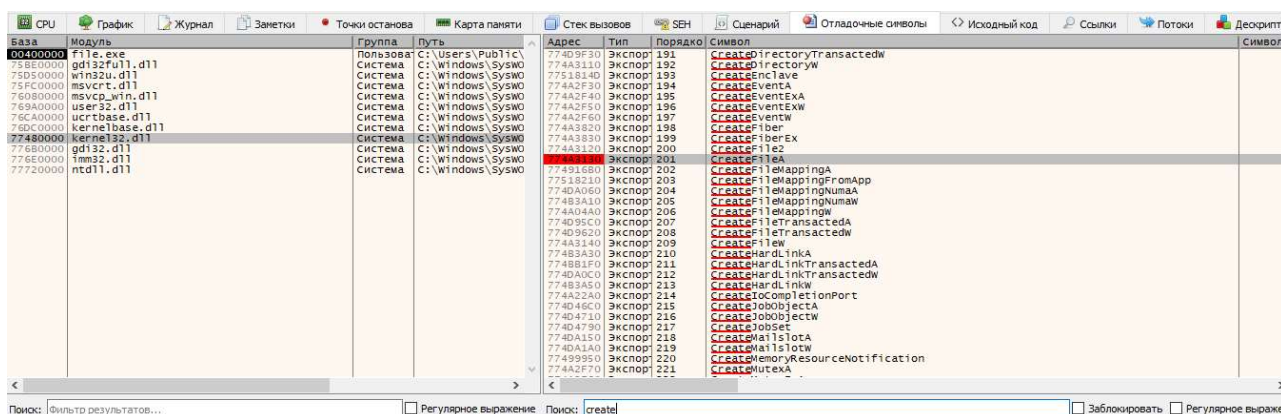 CPU График Журнал Заметки Точки останова Карта памяти Стек вызовов SEH Сценарий Отладочные символы Исходный код Ссылки Потоки Дескрипт
База Модуль Группа Путь Адрес Тип Порядко Символ Символ
00400000 file.exe Пользова C:\Users\Public\ 774D9F30 Экспорт 191 CreateDirectoryTransactedW
75BE0000 gdi32full.dll Система C:\Windows\SysWO 774A3110 Экспорт 192 CreateDirectoryW
75D50000 win32u.dll Система C:\Windows\SysWO 7751814D Экспорт 193 CreateEnclave
75FC0000 msvcrt.dll Система C:\Windows\SysWO 774A2F30 Экспорт 194 CreateEventA
76080000 msvcp_win.dll Система C:\Windows\SysWO 774A2F40 Экспорт 195 CreateEventExA
769A0000 user32.dll Система C:\Windows\SysWO 774A2F50 Экспорт 196 CreateEventExW
76CA0000 ucrtbase.dll Система C:\Windows\SysWO 774A2F60 Экспорт 197 CreateEventW
76DC0000 kernelbase.dll Система C:\Windows\SysWO 774A3820 Экспорт 198 CreateFiber
77480000 kernel32.dll Система C:\Windows\SysWO 774A3830 Экспорт 199 CreateFiberEx
776B0000 gdi32.dll Система C:\Windows\SysWO 774A3120 Экспорт 200 CreateFile2
776E0000 imm32.dll Система C:\Windows\SysWO 774A3130 Экспорт 201 CreateFileA
77720000 ntdll.dll Система C:\Windows\SysWO 774916B0 Экспорт 202 CreateFileMappingA
77518210 Экспорт 203 CreateFileMappingFromApp
774DA060 Экспорт 204 CreateFileMappingNumaA
774B3A10 Экспорт 205 CreateFileMappingNumaW
774A04A0 Экспорт 206 CreateFileMappingW
774D95C0 Экспорт 207 CreateFileTransactedA
774D9620 Экспорт 208 CreateFileTransactedW
774A3140 Экспорт 209 CreateFileW
774B3A30 Экспорт 210 CreateHardLinkA
774BB1F0 Экспорт 211 CreateHardLinkTransactedA
774DA0C0 Экспорт 212 CreateHardLinkTransactedW
774B3A50 Экспорт 213 CreateHardLinkW
774A22A0 Экспорт 214 CreateIoCompletionPort
774D46C0 Экспорт 215 CreateJobObjectA
774D4710 Экспорт 216 CreateJobObjectW
774D4790 Экспорт 217 CreateJobSet
774DA150 Экспорт 218 CreateMailslotA
774DA1A0 Экспорт 219 CreateMailslotW
77499950 Экспорт 220 CreateMemoryResourceNotification
774A2F70 Экспорт 221 CreateMutexA
Поиск: Фильтр результатов... Регулярное выражение Поиск: create Заблокировать Регулярное выраже